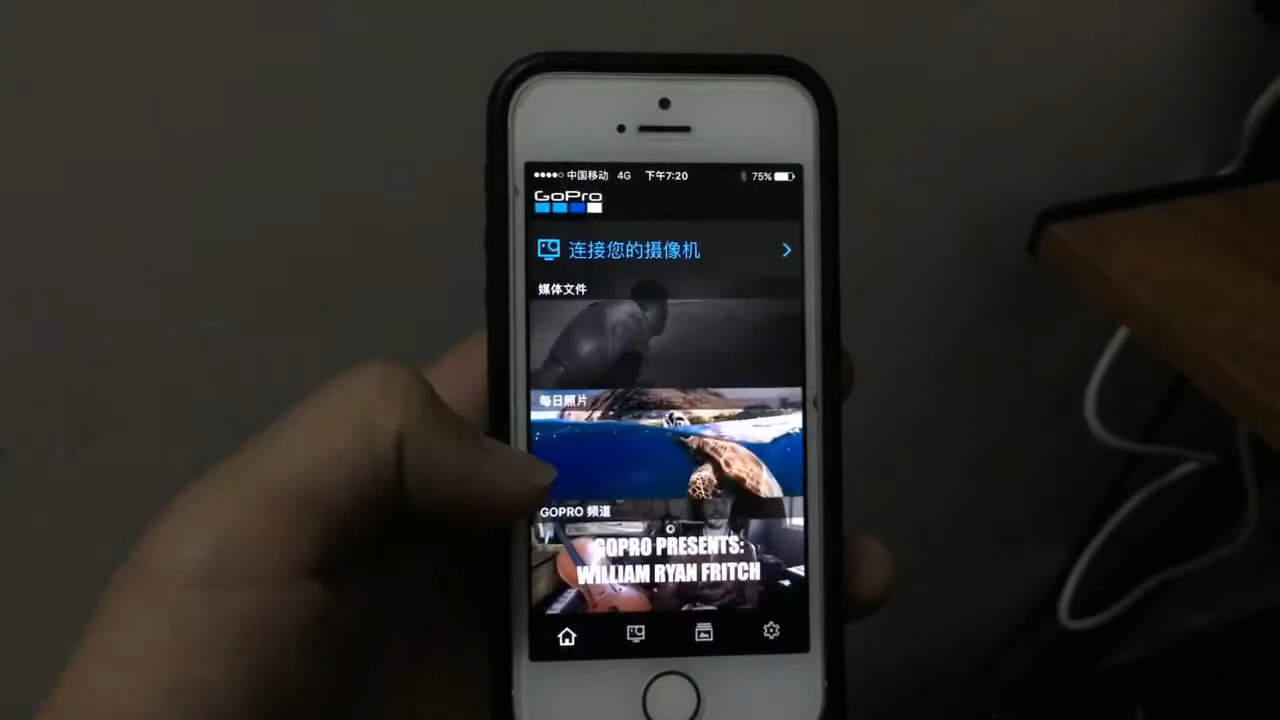 中国移动 4G 下午7:20 75%
GoPro
连接您的摄像机
媒体文件
每日照片
GOPRO 频道
GOPRO PRESENTS:
WILLIAM RYAN FRITCH